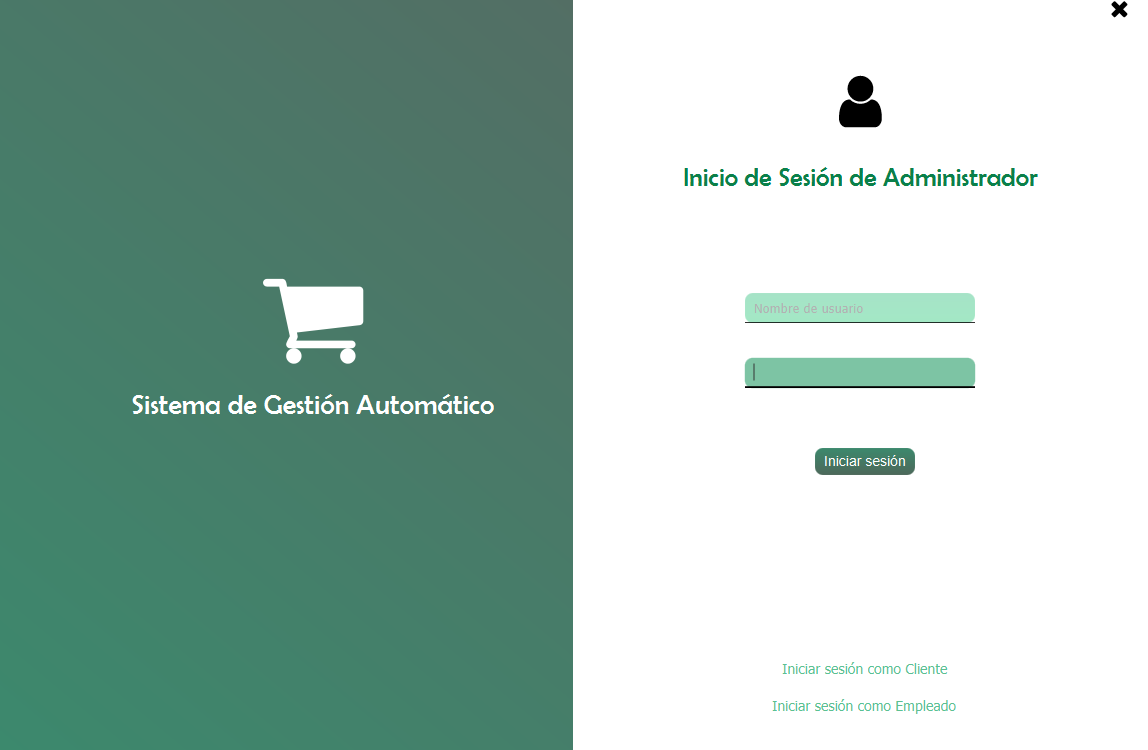 Sistema de Gestión Automático
Inicio de Sesión de Administrador
Nombre de usuario
Iniciar sesión
Iniciar sesión como Cliente
Iniciar sesión como Empleado